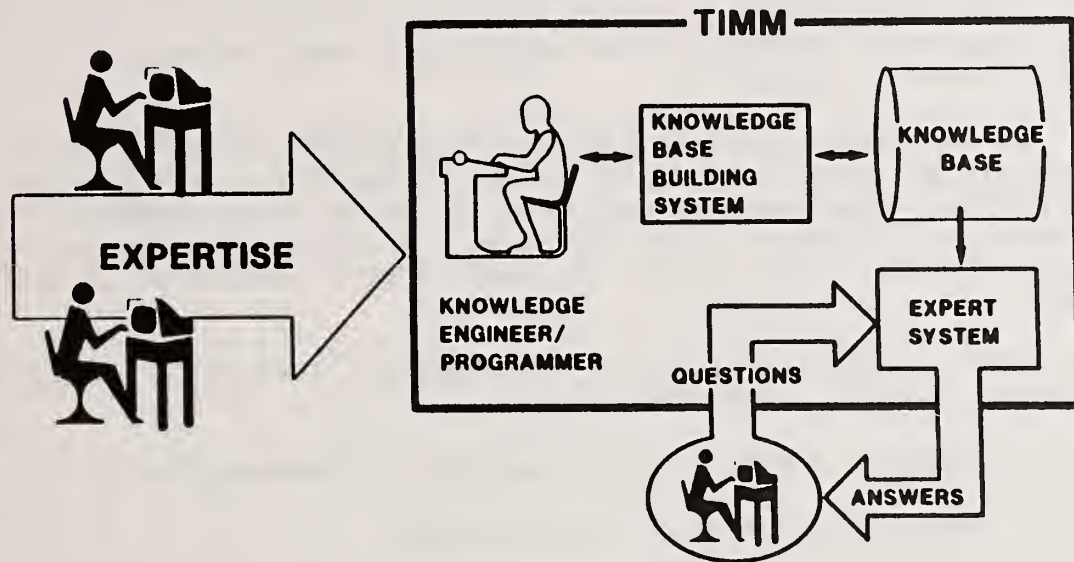 TIMM
KNOWLEDGE
BASE
BUILDING
SYSTEM
KNOWLEDGE
BASE
EXPERTISE
KNOWLEDGE
ENGINEER/
PROGRAMMER
EXPERT
SYSTEM
QUESTIONS
ANSWERS